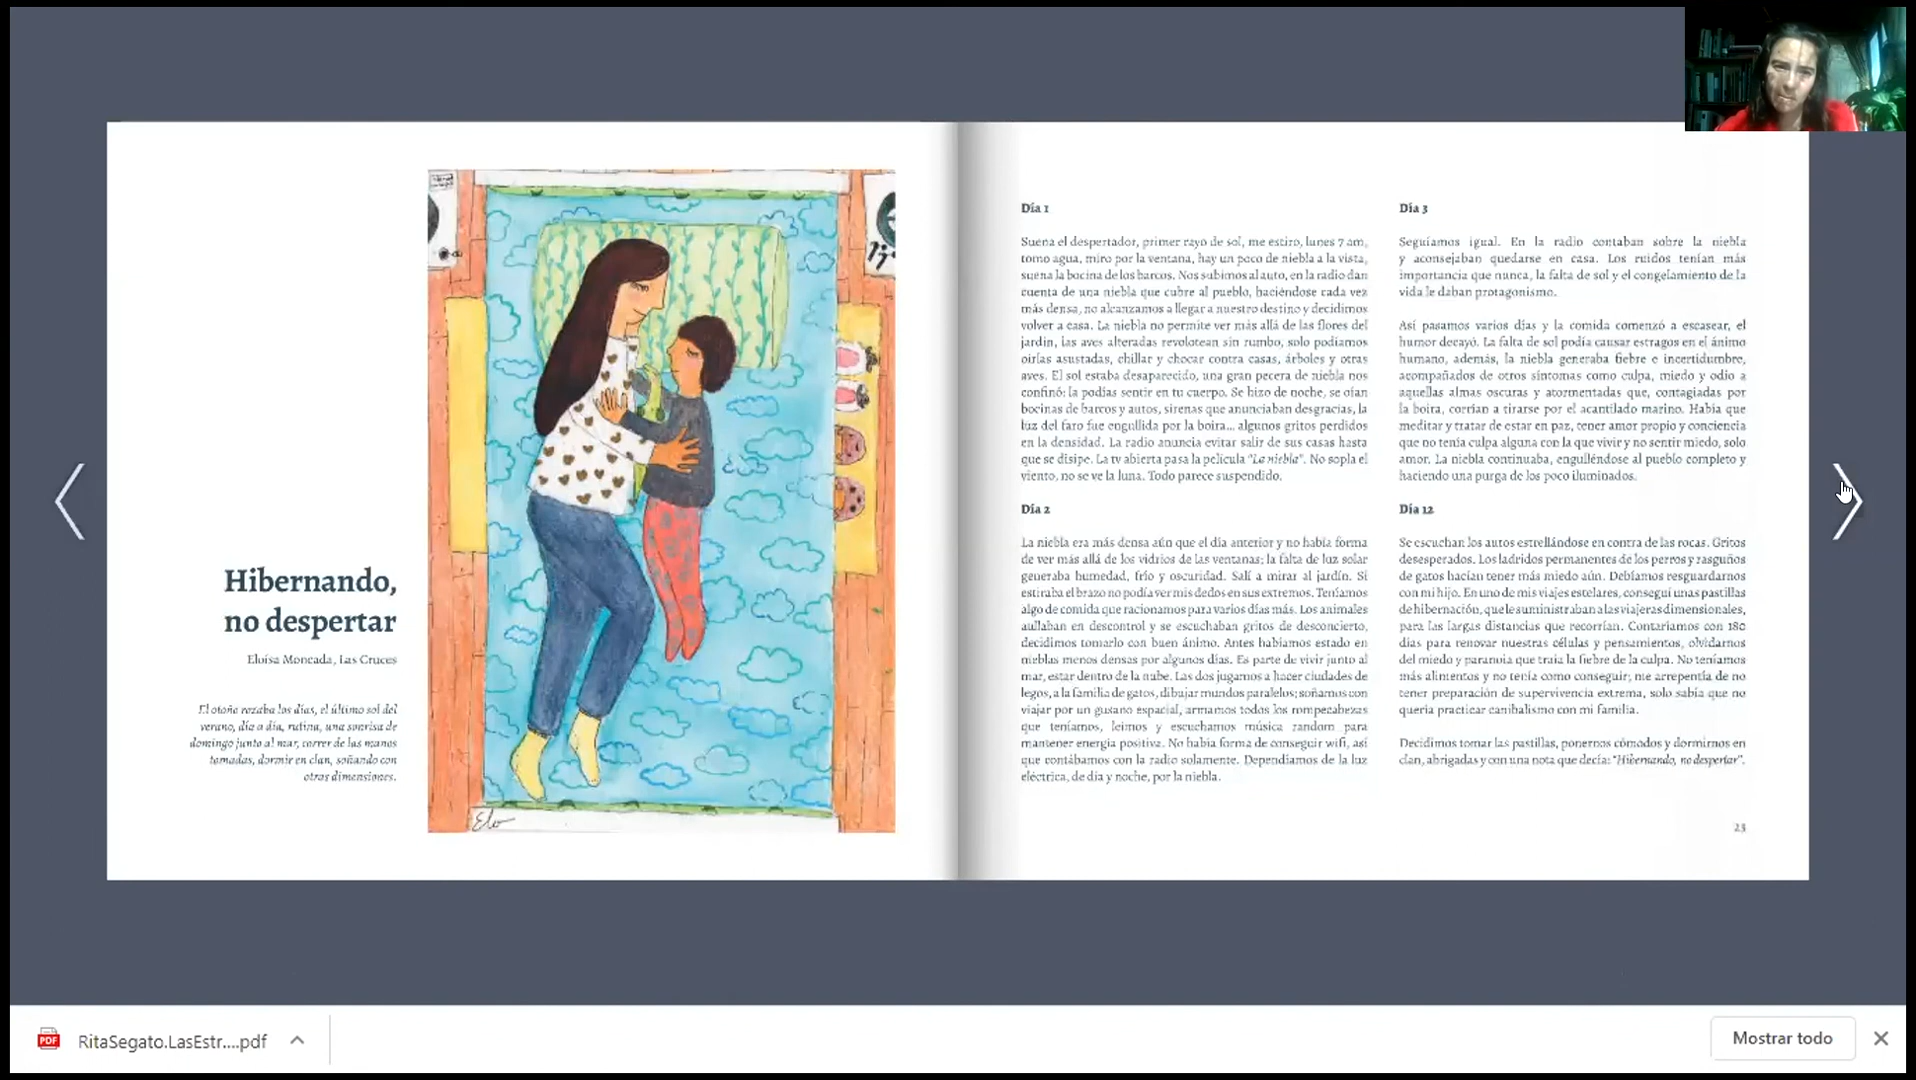 Hibernando,
no despertar
Eloísa Moncada, Las Cruces
El otoño rozaba los días, el último sol del
verano, día a día, rutina, una sonrisa de
domingo junto al mar, correr de las manos
tomadas, dormir en clan, soñando con
otras dimensiones.
Elo
Día 1
Suena el despertador, primer rayo de sol, me estiro, lunes 7 am,
tomo agua, miro por la ventana, hay un poco de niebla a la vista,
suena la bocina de los barcos. Nos subimos al auto, en la radio dan
cuenta de una niebla que cubre al pueblo, haciéndose cada vez
más densa, no alcanzamos a llegar a nuestro destino y decidimos
volver a casa. La niebla no permite ver más allá de las flores del
jardín, las aves alteradas revolotean sin rumbo, solo podíamos
oírlas asustadas, chillar y chocar contra casas, árboles y otras
aves. El sol estaba desaparecido, una gran pecera de niebla nos
confinó: la podías sentir en tu cuerpo. Se hizo de noche, se oían
bocinas de barcos y autos, sirenas que anunciaban desgracias, la
luz del faro fue engullida por la boira... algunos gritos perdidos
en la densidad. La radio anuncia evitar salir de sus casas hasta
que se disipe. La tv abierta pasa la película "La niebla". No sopla el
viento, no se ve la luna. Todo parece suspendido.
Día 2
La niebla era más densa aún que el día anterior y no había forma
de ver más allá de los vidrios de las ventanas; la falta de luz solar
generaba humedad, frío y oscuridad. Salí a mirar al jardín. Si
estiraba el brazo no podía ver mis dedos en sus extremos. Teníamos
algo de comida que racionamos para varios días más. Los animales
aullaban en descontrol y se escuchaban gritos de desconcierto,
decidimos tomarlo con buen ánimo. Antes habíamos estado en
nieblas menos densas por algunos días. Es parte de vivir junto al
mar, estar dentro de la nube. Las dos jugamos a hacer ciudades de
legos, a la familia de gatos, dibujar mundos paralelos; soñamos con
viajar por un gusano espacial, armamos todos los rompecabezas
que teníamos, leímos y escuchamos música random para
mantener energía positiva. No había forma de conseguir wifi, así
que contábamos con la radio solamente. Dependíamos de la luz
eléctrica, de día y noche, por la niebla.
Día 3
Seguíamos igual. En la radio contaban sobre la niebla
y aconsejaban quedarse en casa. Los ruidos tenían más
importancia que nunca, la falta de sol y el congelamiento de la
vida le daban protagonismo.
Así pasamos varios días y la comida comenzó a escasear, el
humor decayó. La falta de sol podía causar estragos en el ánimo
humano, además, la niebla generaba fiebre e incertidumbre,
acompañados de otros síntomas como culpa, miedo y odio a
aquellas almas oscuras y atormentadas que, contagiadas por
la boira, corrían a tirarse por el acantilado marino. Había que
meditar y tratar de estar en paz, tener amor propio y conciencia
que no tenía culpa alguna con la que vivir y no sentir miedo, solo
amor. La niebla continuaba, engulléndose al pueblo completo y
haciendo una purga de los poco iluminados.
Día 12
Se escuchan los autos estrellándose en contra de las rocas. Gritos
desesperados. Los ladridos permanentes de los perros y rasguños
de gatos hacían tener más miedo aún. Debíamos resguardarnos
con mi hijo. En uno de mis viajes estelares, conseguí unas pastillas
de hibernación, que le suministraban a las viajeras dimensionales,
para las largas distancias que recorrían. Contaríamos con 180
días para renovar nuestras células y pensamientos, olvidarnos
del miedo y paranoia que traía la fiebre de la culpa. No teníamos
más alimentos y no tenía como conseguir; me arrepentía de no
tener preparación de supervivencia extrema, solo sabía que no
quería practicar canibalismo con mi familia.
Decidimos tomar las pastillas, ponernos cómodos y dormirnos en
clan, abrigadas y con una nota que decía: "Hibernando, no despertar".
23
RitaSegato.LasEstr....pdf
Mostrar todo